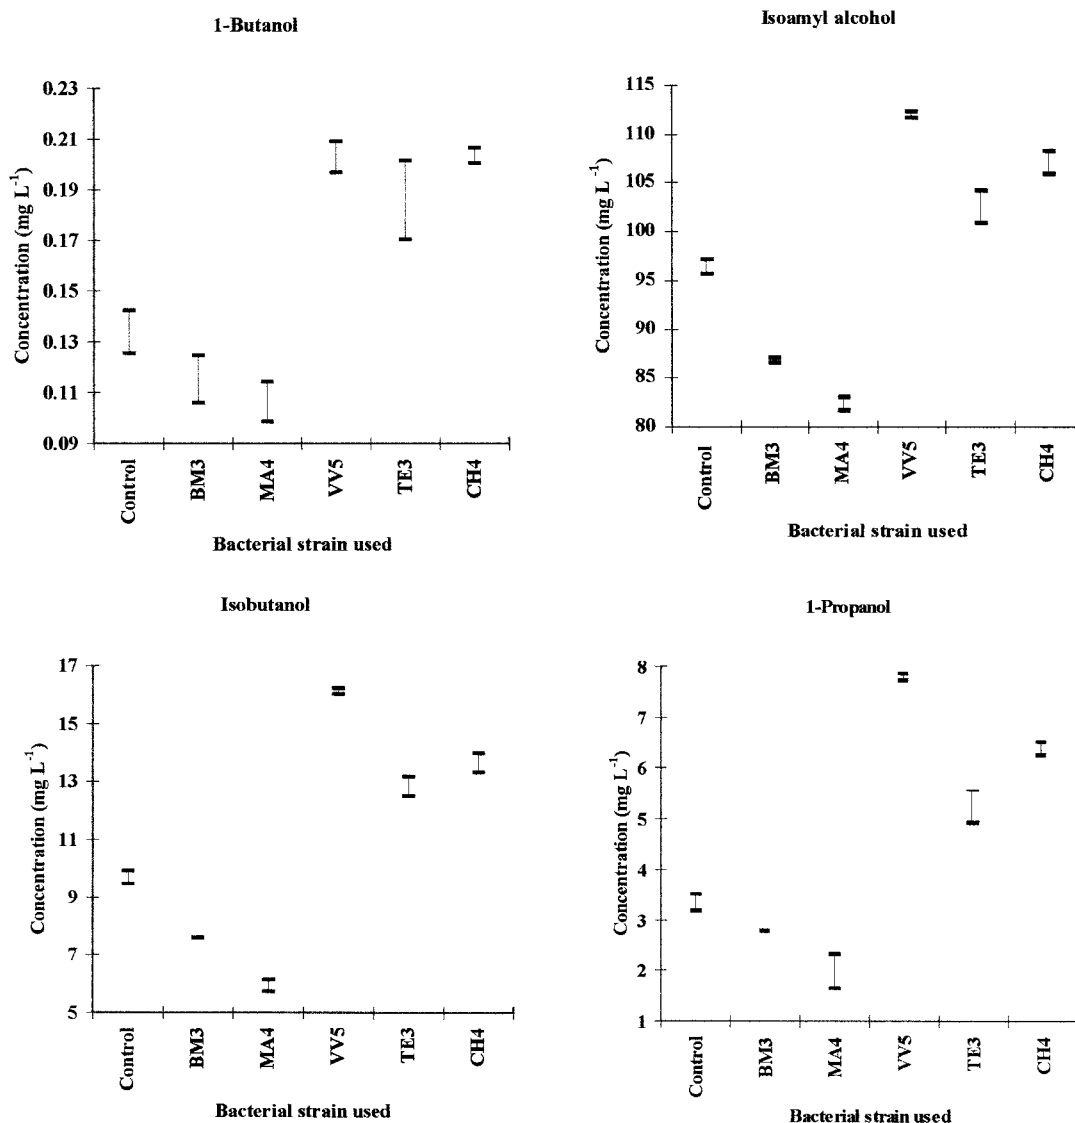 1-Butanol
Concentration (mg L-1)
0.23
0.21
0.19
0.17
0.15
0.13
0.11
0.09
Control
BM3
MA4
VV5
TE3
CH4
Bacterial strain used
Isoamyl alcohol
Concentration (mg L-1)
115
110
105
100
95
90
85
80
Control
BM3
MA4
VV5
TE3
CH4
Bacterial strain used
Isobutanol
Concentration (mg L-1)
17
15
13
11
9
7
5
Control
BM3
MA4
VV5
TE3
CH4
Bacterial strain used
1-Propanol
Concentration (mg L-1)
8
7
6
5
4
3
2
1
Control
BM3
MA4
VV5
TE3
CH4
Bacterial strain used